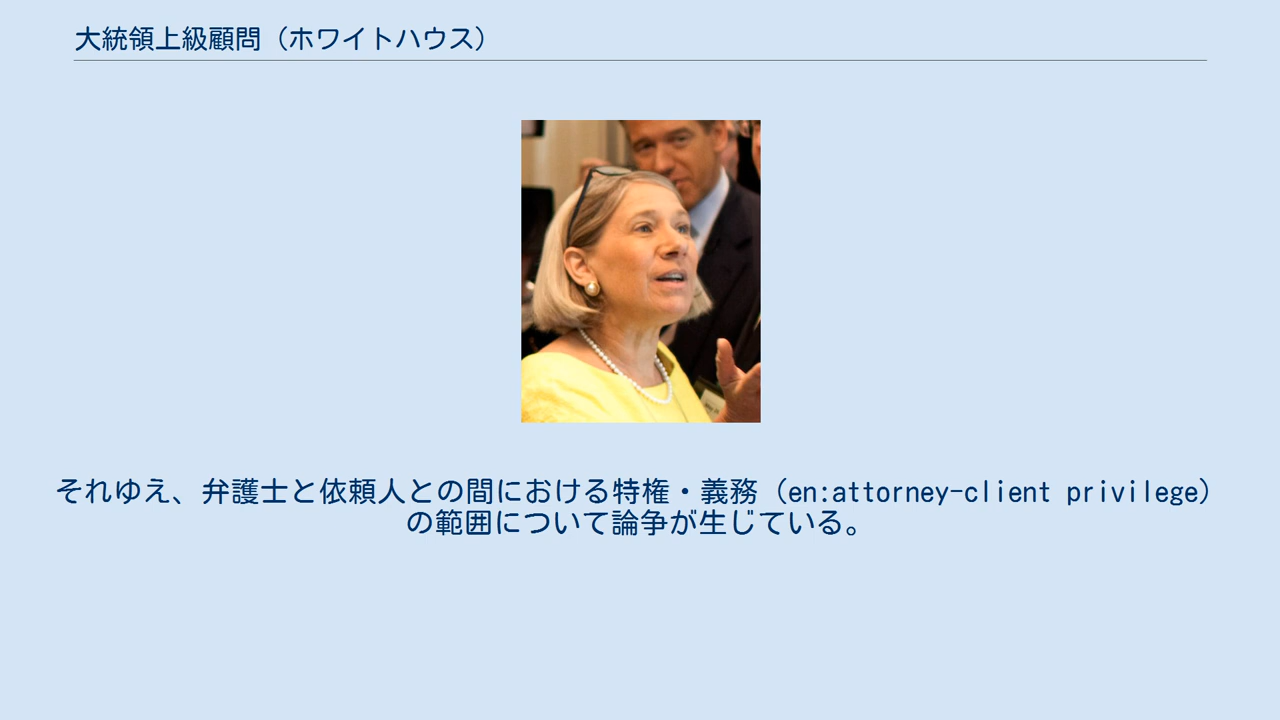 大統領上級顧問（ホワイトハウス）
それゆえ、弁護士と依頼人との間における特権・義務（en:attorney-client privilege）
の範囲について論争が生じている。